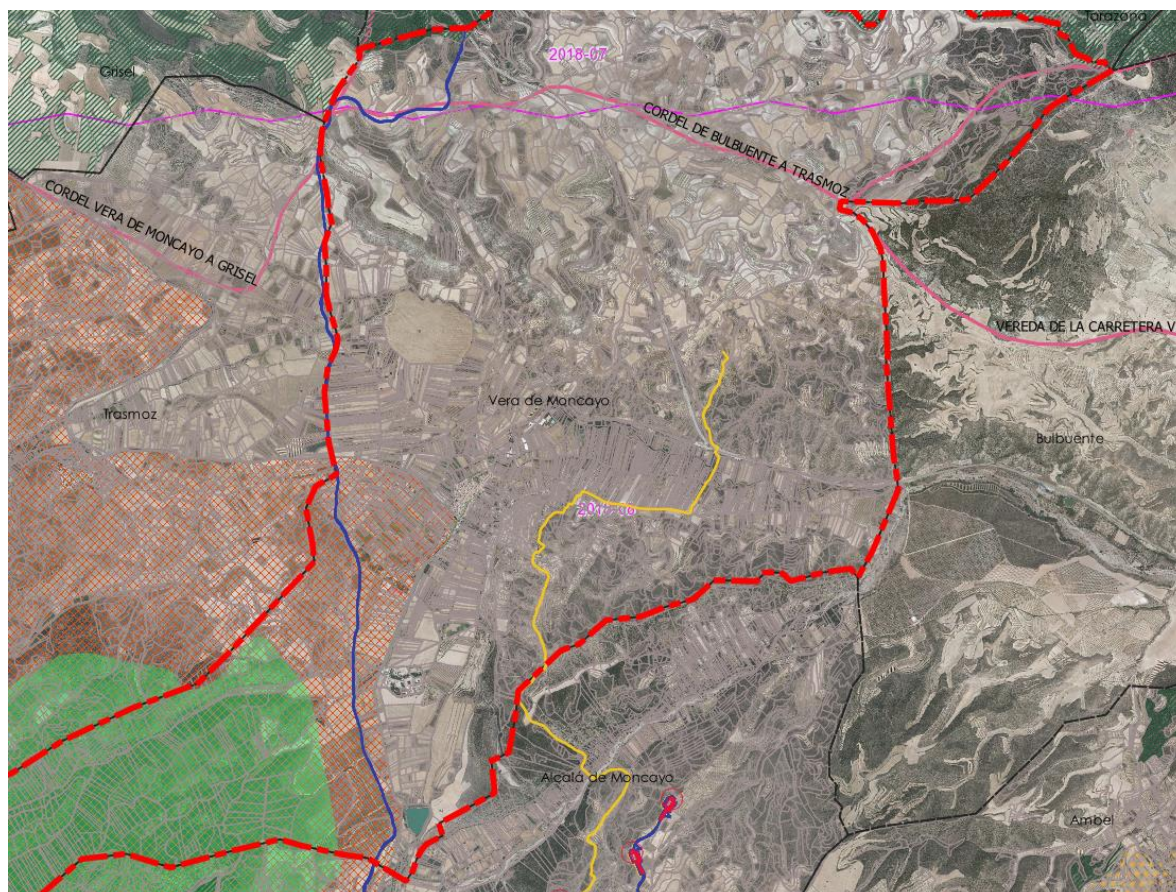 Tarazona
2018-07
Grisel
CORDEL DE BULBUENTE A TRASMOZ
CORDEL VERA DE MONCAYO A GRISEL
VEREDA DE LA CARRETERA V
Vera de Moncayo
Trasmoz
Bulbuente
Alcalá de Moncayo
Ambel